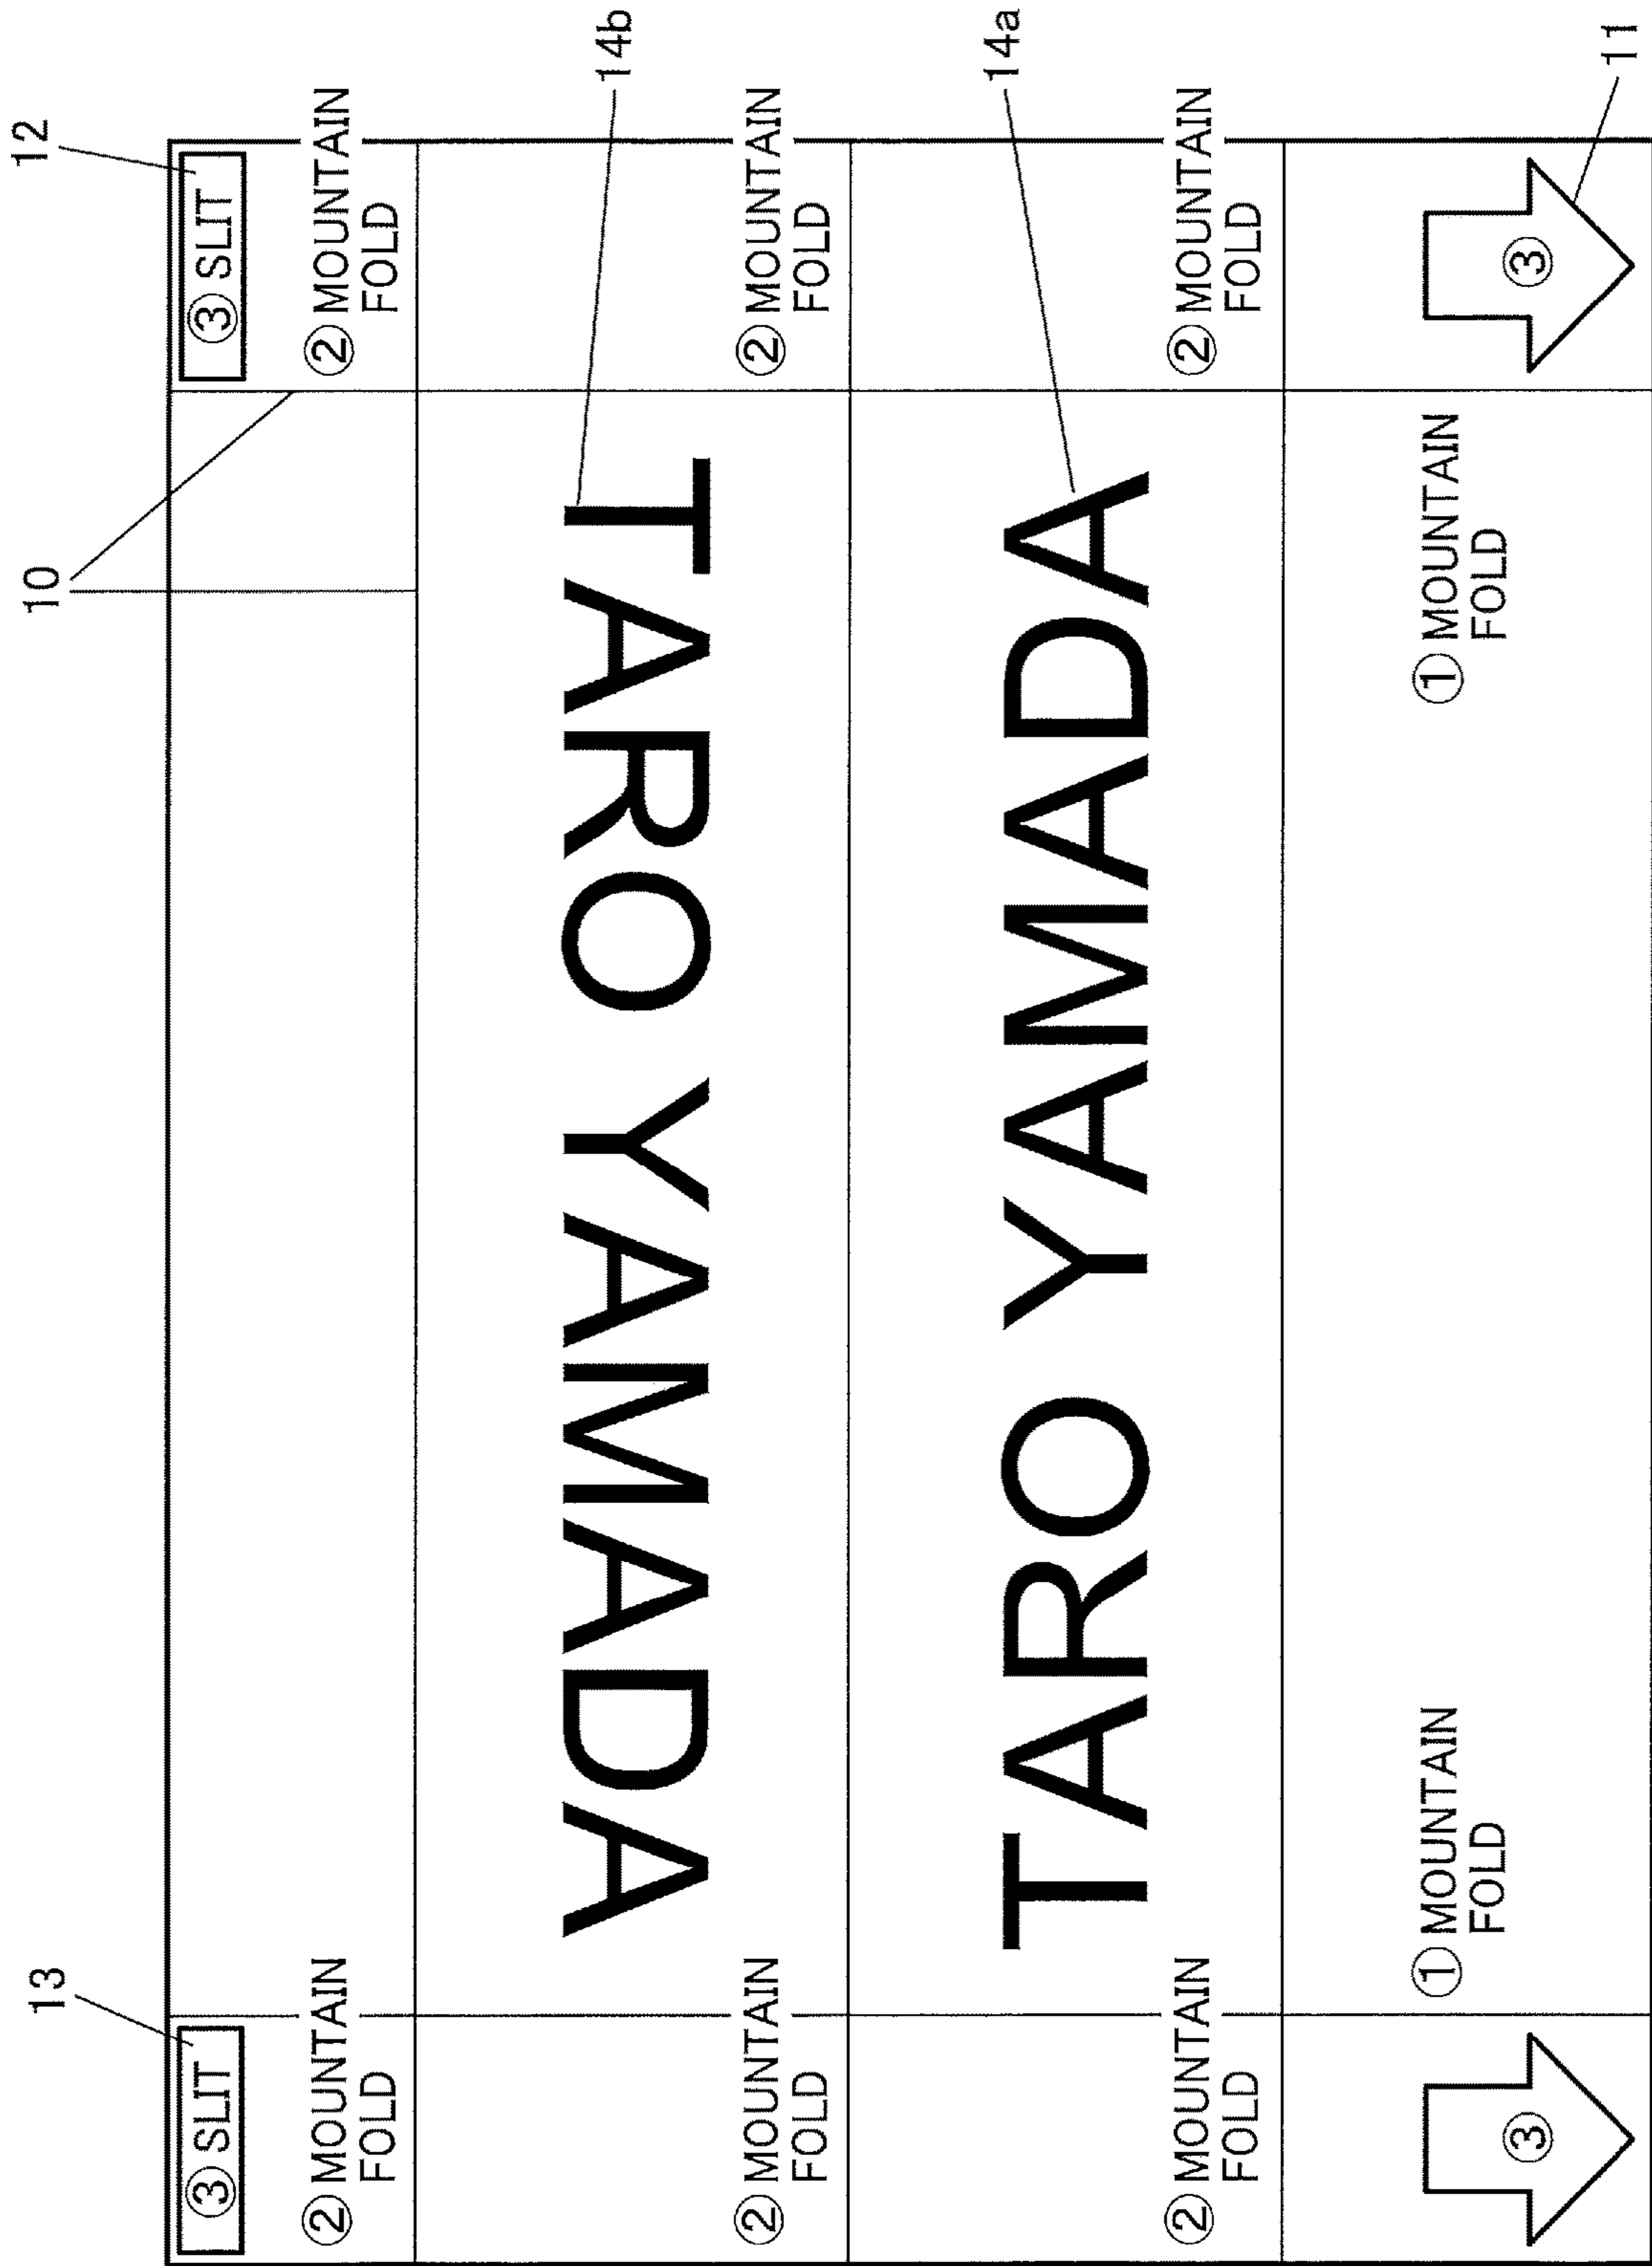 13
10
12
③ SLIT
③ SLIT
② MOUNTAIN
FOLD
② MOUNTAIN
FOLD
TARO YAMADA
14b
② MOUNTAIN
FOLD
② MOUNTAIN
FOLD
TARO YAMADA
14a
② MOUNTAIN
FOLD
② MOUNTAIN
FOLD
③
① MOUNTAIN
FOLD
① MOUNTAIN
FOLD
③
11